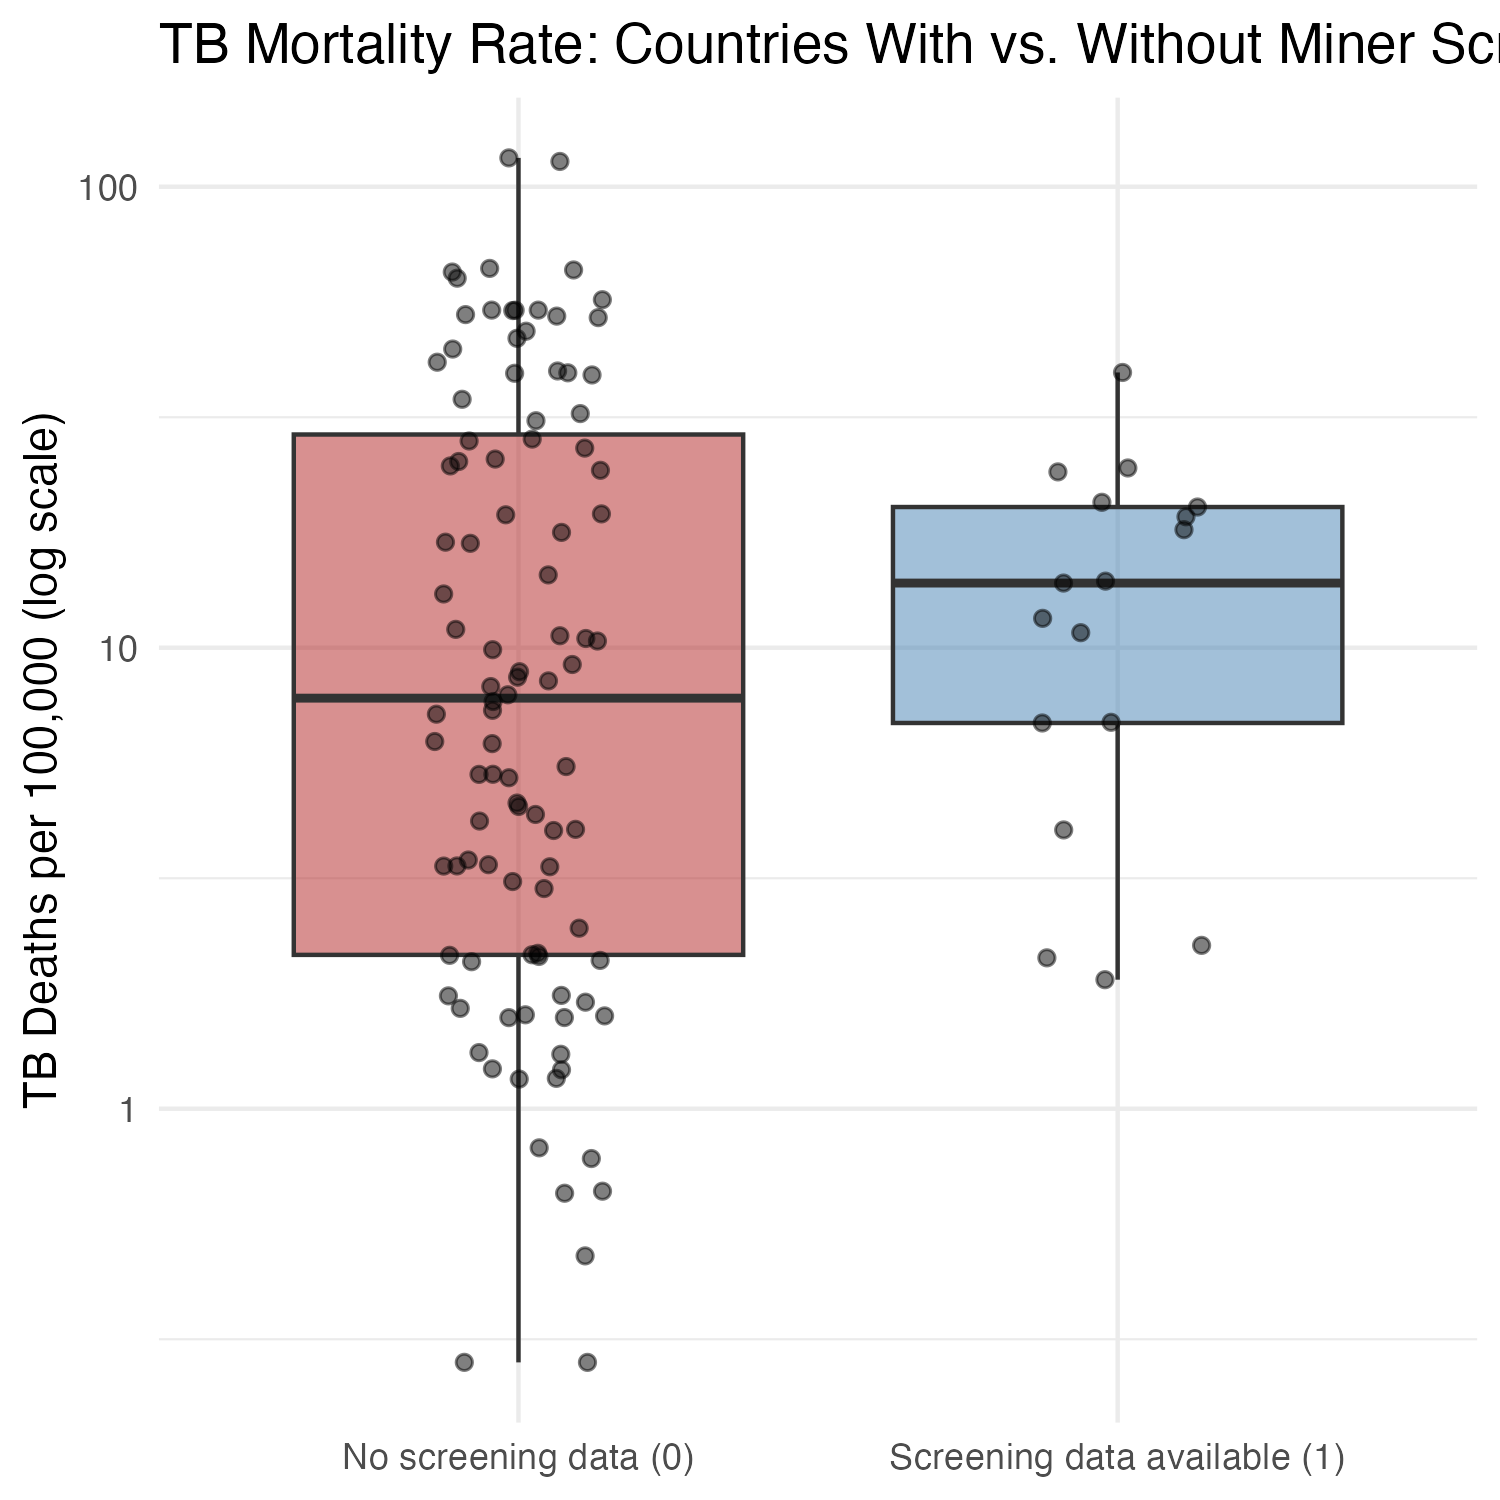 TB Mortality Rate: Countries With vs. Without Miner
TB Deaths per 100,000 (log scale)
100
10
1
No screening data (0)
Screening data available (1)